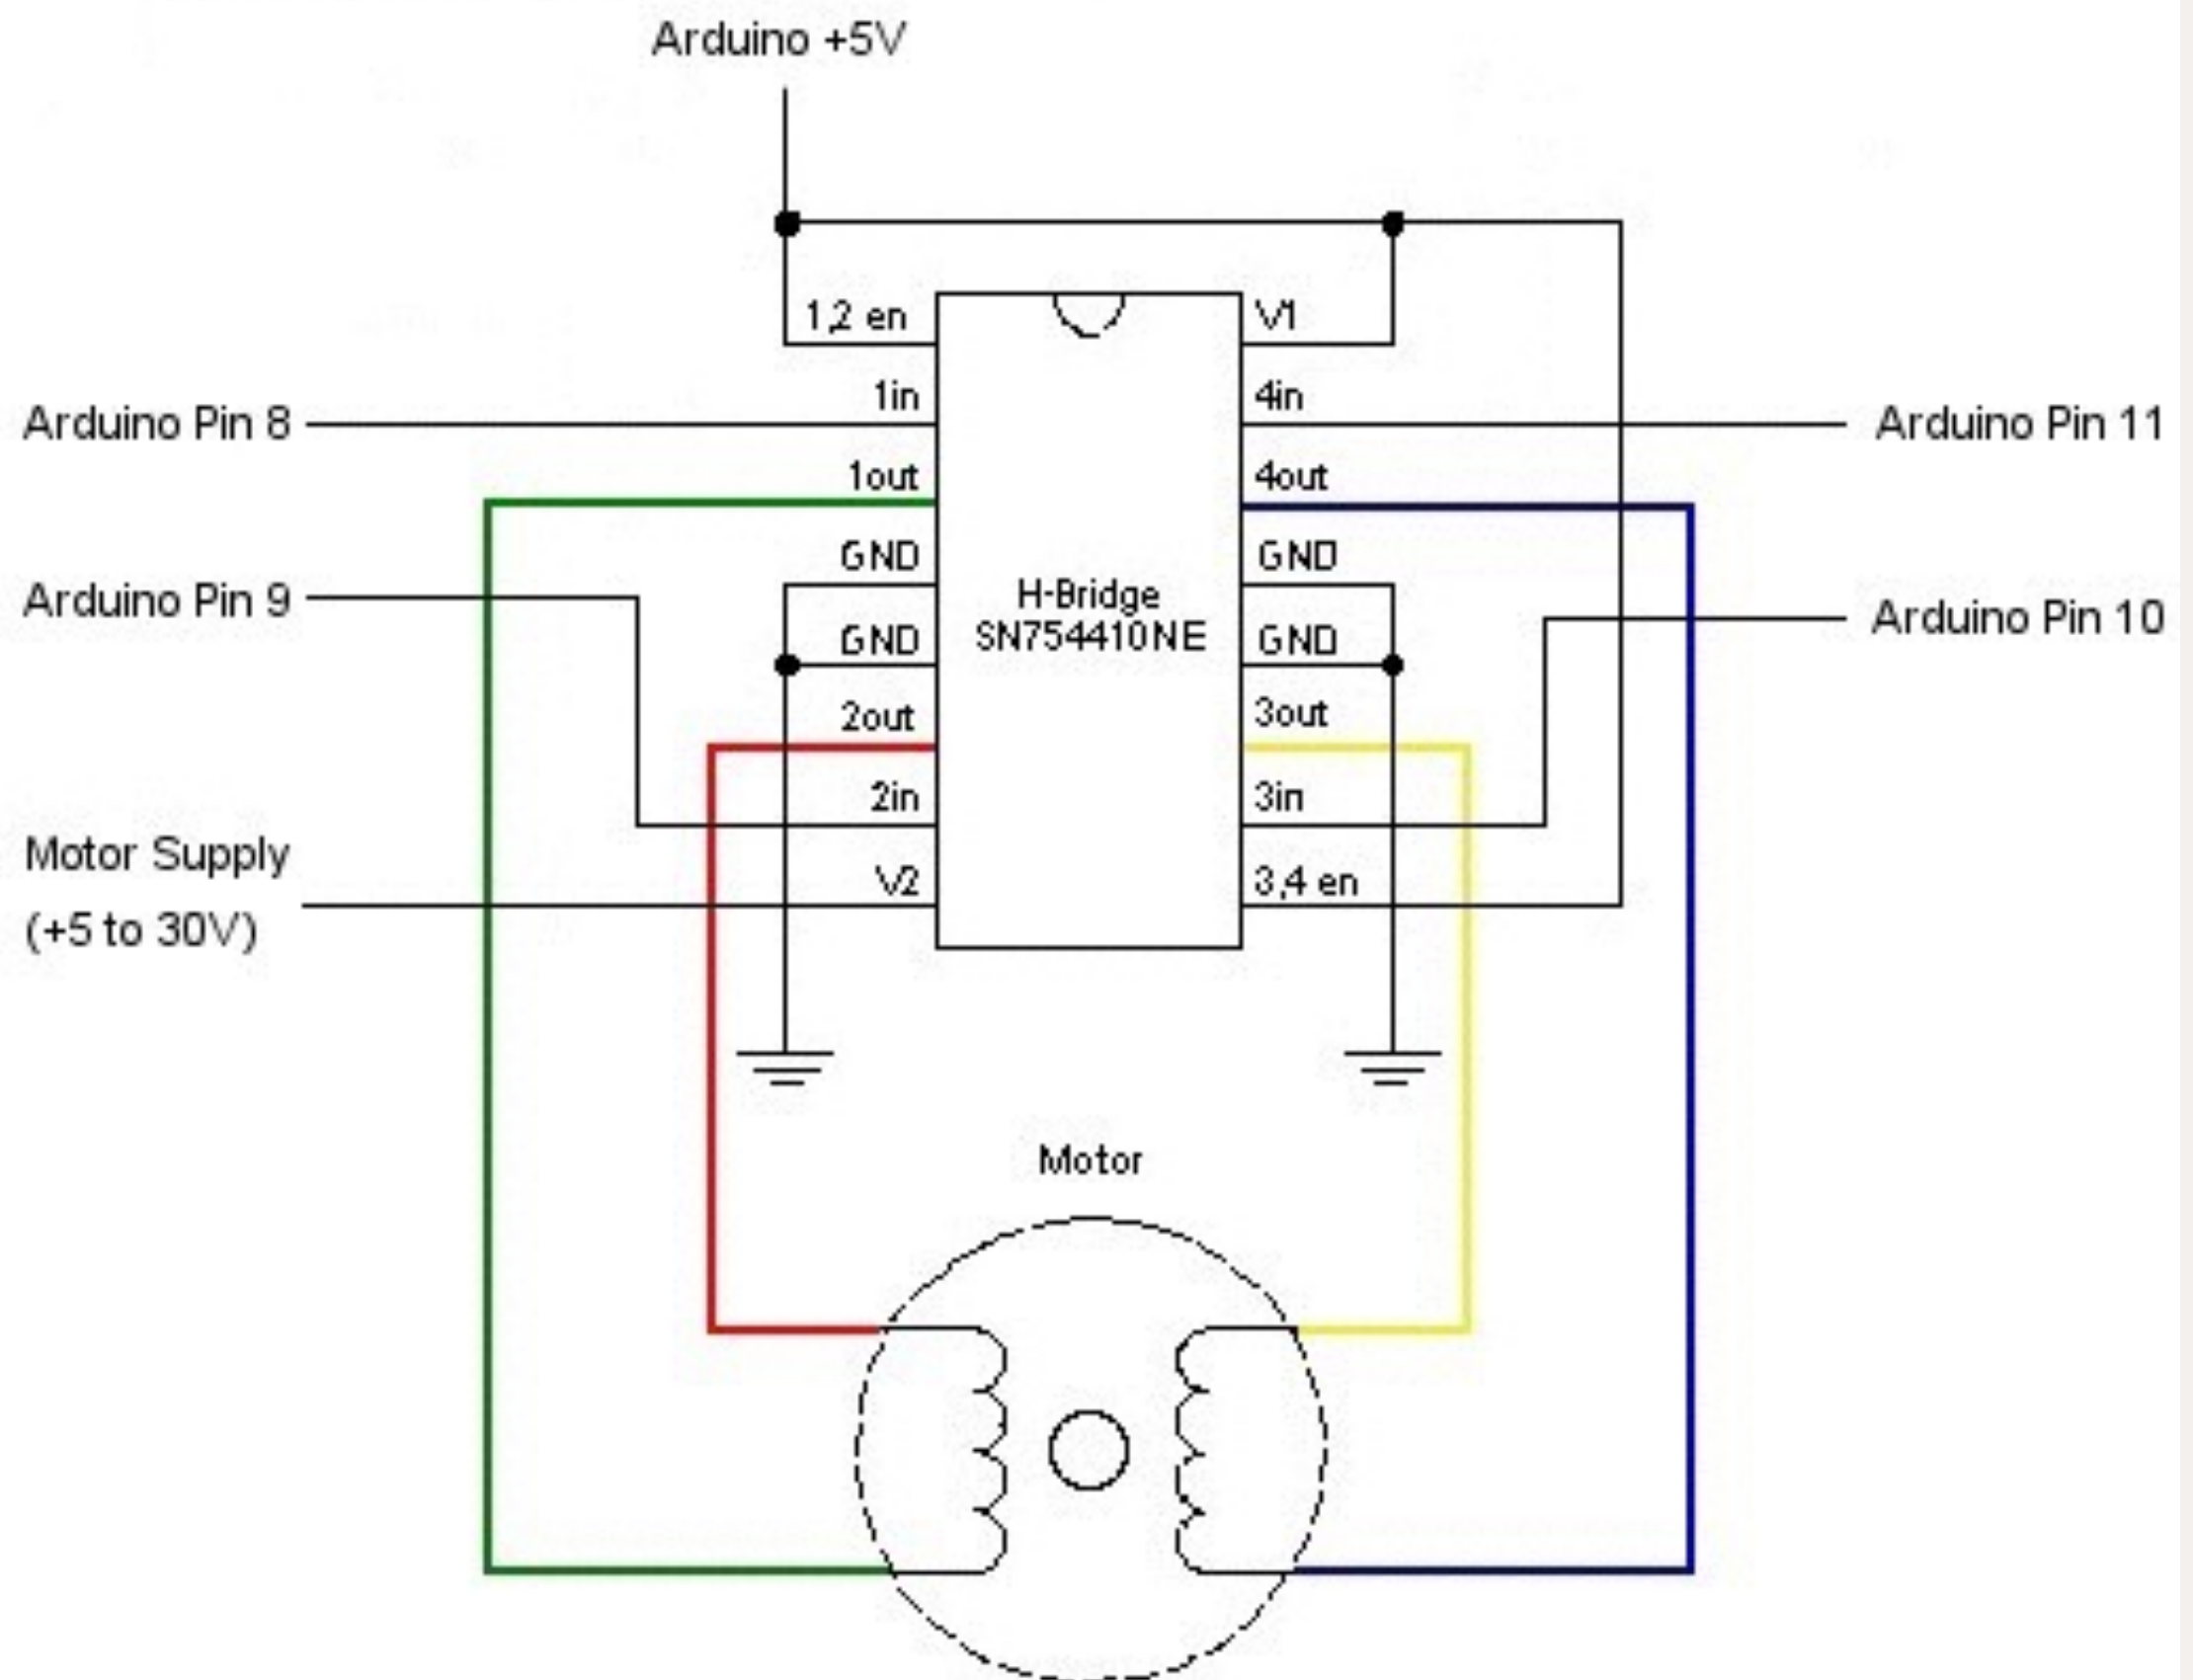 Arduino +5V
1,2 en
V1
1in
4in
Arduino Pin 8
Arduino Pin 11
1out
4out
GND
GND
Arduino Pin 9
H-Bridge
SN754410NE
Arduino Pin 10
GND
GND
2out
3out
2in
3in
Motor Supply
(+5 to 30V)
V2
3,4 en
Motor